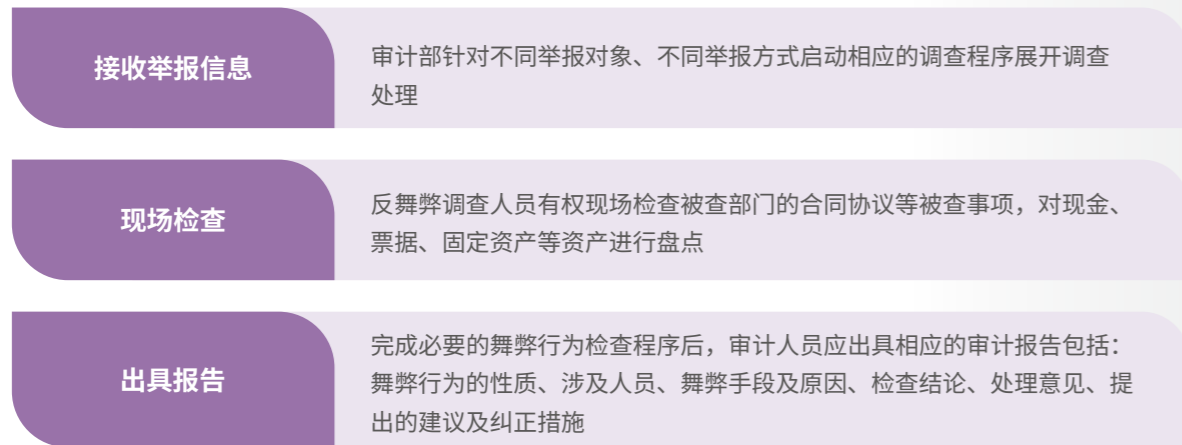 接收举报信息
审计部针对不同举报对象、不同举报方式启动相应的调查程序展开调查
处理
现场检查
反舞弊调查人员有权现场检查被查部门的合同协议等被查事项，对现金、
票据、固定资产等资产进行盘点
出具报告
完成必要的舞弊行为检查程序后，审计人员应出具相应的审计报告包括：
舞弊行为的性质、涉及人员、舞弊手段及原因、检查结论、处理意见、提
出的建议及纠正措施